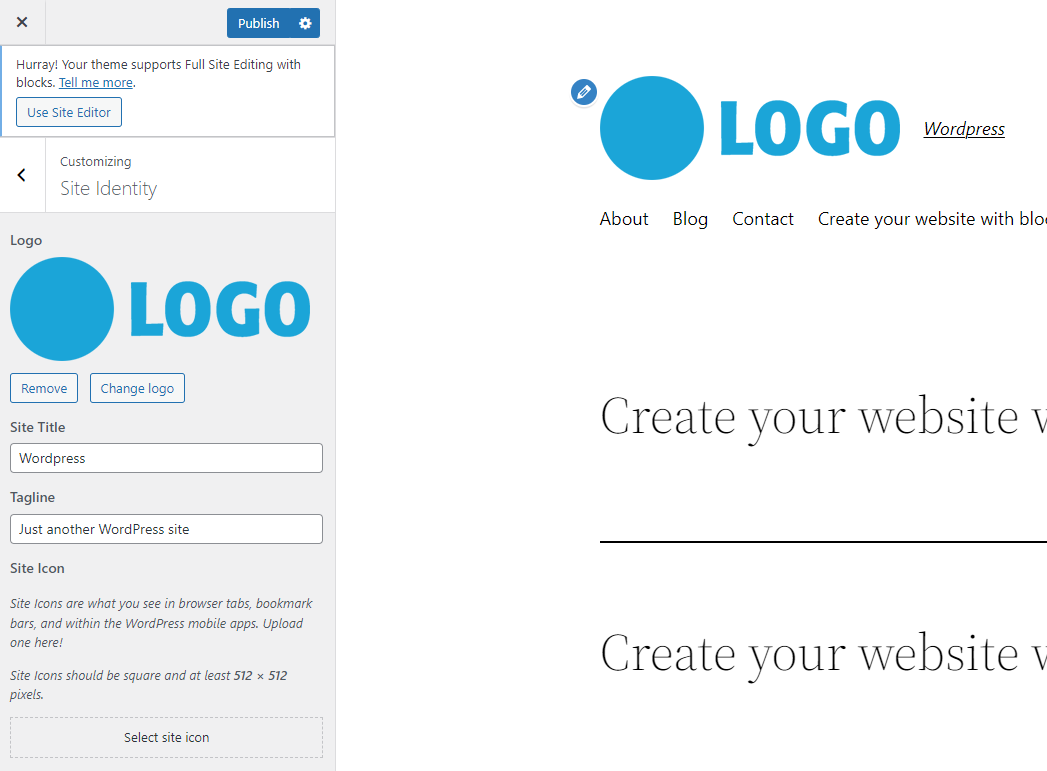 Publish
Hurray! Your theme supports Full Site Editing with
blocks. Tell me more.
Use Site Editor
Customizing
Site Identity
Logo
LOGO
Remove
Change logo
Site Title
Wordpress
Tagline
Just another WordPress site
Site Icon
Site Icons are what you see in browser tabs, bookmark
bars, and within the WordPress mobile apps. Upload
one here!
Site Icons should be square and at least 512 × 512
pixels.
Select site icon
LOGO
Wordpress
About
Blog
Contact
Create your website with blo
Create your website
Create your website